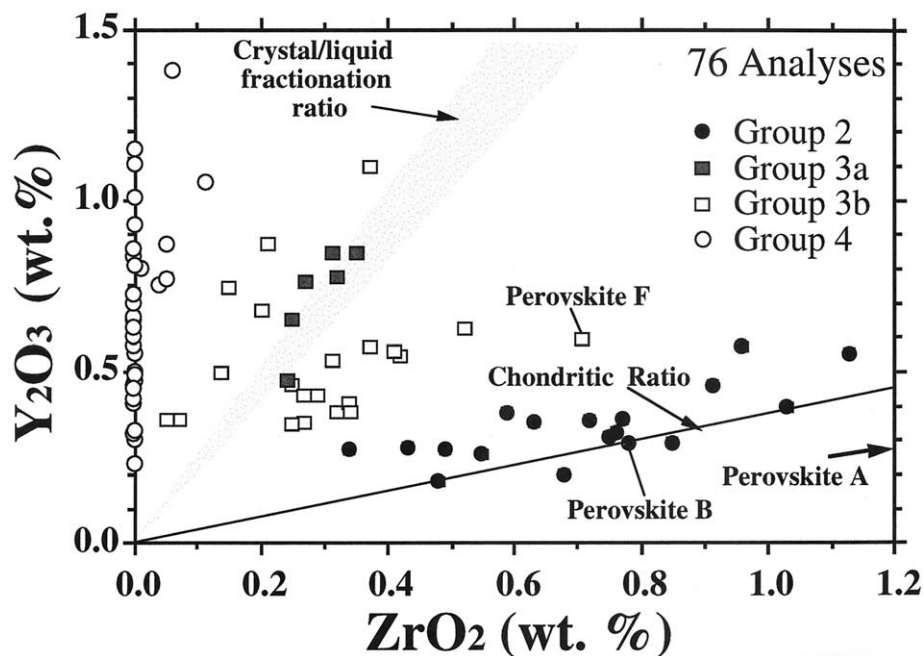 1.5
Crystal/liquid
fractionation
ratio
76 Analyses
Group 2
Group 3a
Group 3b
Group 4
1.0
Y2O3 (wt. %)
Perovskite F
0.5
Chondritic Ratio
Perovskite A
Perovskite B
0.0
0.0 0.2 0.4 0.6 0.8 1.0 1.2
ZrO2 (wt. %)